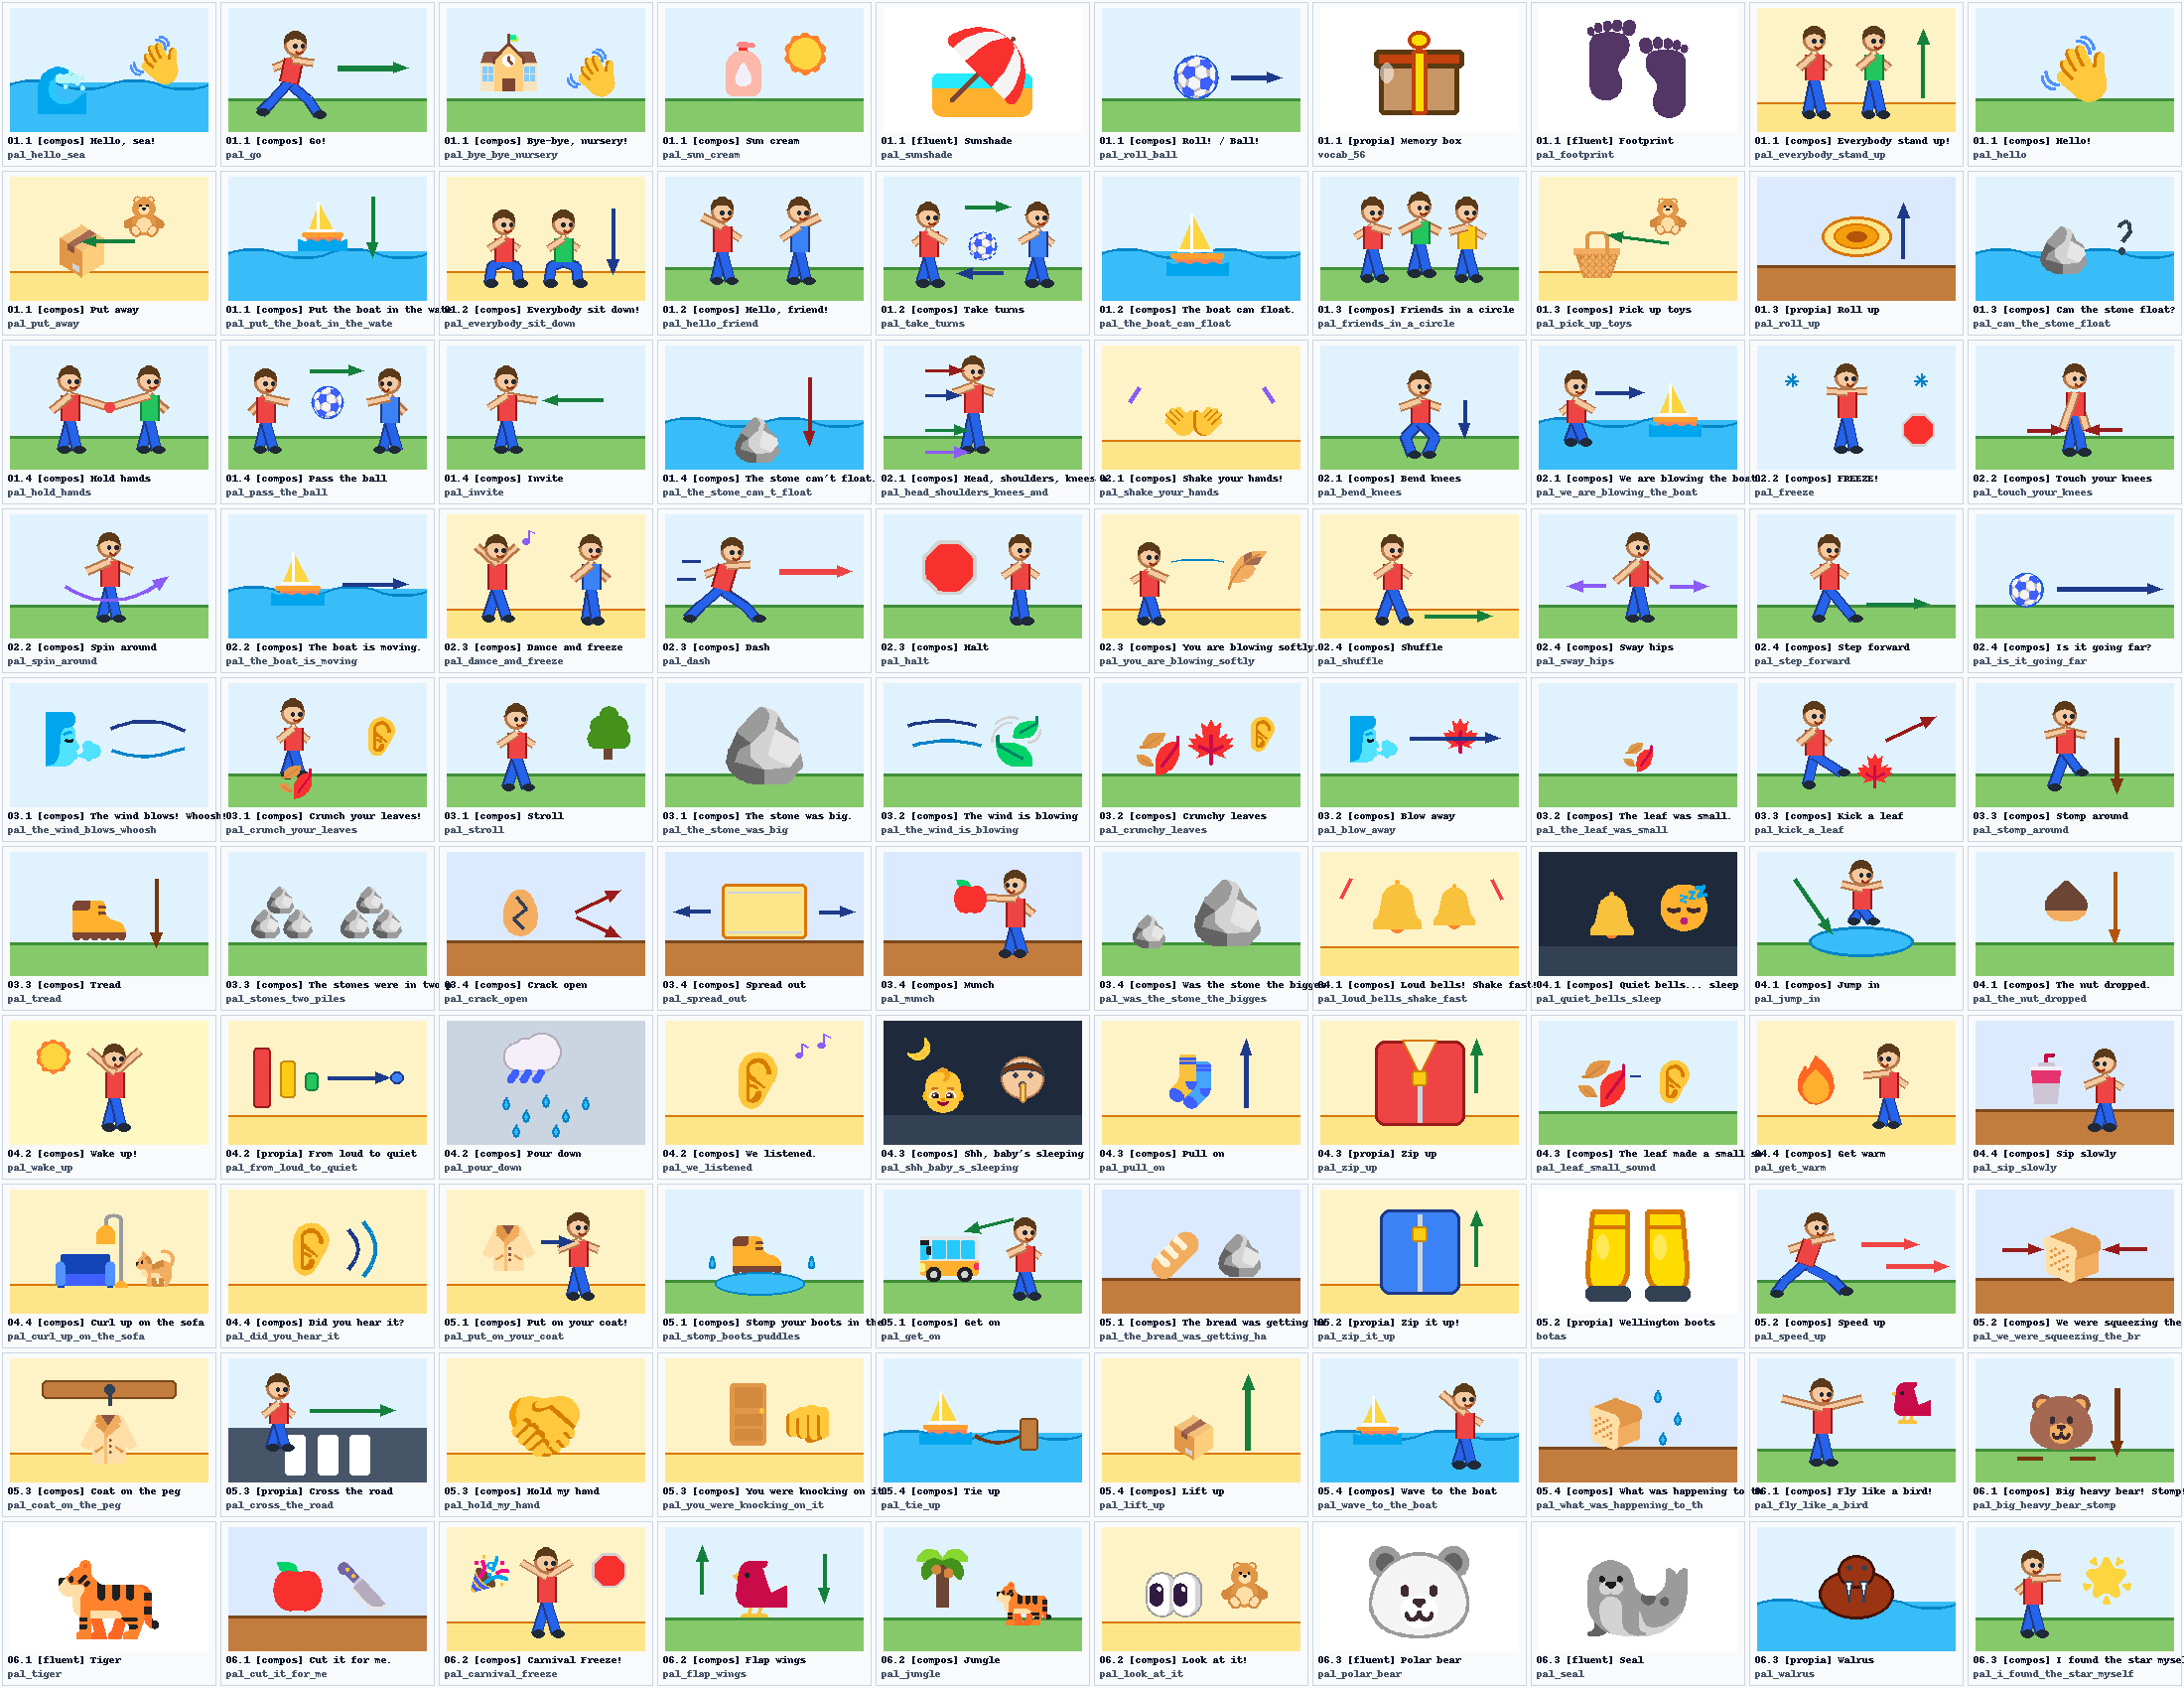 01.1 [compos] Hello, sea!
pal_hello_sea
01.1 [compos] Go!
pal_go
01.1 [compos] Bye-bye, nursery!
pal_bye_bye_nursery
01.1 [compos] Sun cream
pal_sun_cream
01.1 [fluent] Sunshade
pal_sunshade
01.1 [compos] Roll! / Ball!
pal_roll_ball
01.1 [propia] Memory box
vocab_56
01.1 [fluent] Footprint
pal_footprint
01.1 [compos] Everybody stand up!
pal_everybody_stand_up
01.1 [compos] Hello!
pal_hello
01.1 [compos] Put away
pal_put_away
01.1 [compos] Put the boat in the
pal_put_the_boat_in_the_wate
01.2 [compos] Everybody sit down!
pal_everybody_sit_down
01.2 [compos] Hello, friend!
pal_hello_friend
01.2 [compos] Take turns
pal_take_turns
01.2 [compos] The boat can float.
pal_the_boat_can_float
01.3 [compos] Friends in a circle
pal_friends_in_a_circle
01.3 [compos] Pick up toys
pal_pick_up_toys
01.3 [propia] Roll up
pal_roll_up
01.3 [compos] Can the stone float?
pal_can_the_stone_float
01.4 [compos] Hold hands
pal_hold_hands
01.4 [compos] Pass the ball
pal_pass_the_ball
01.4 [compos] Invite
pal_invite
01.4 [compos] The stone can't float.
pal_the_stone_can_t_float
02.1 [compos] Head, shoulders, knees
pal_head_shoulders_knees_and
02.1 [compos] Shake your hands!
pal_shake_your_hands
02.1 [compos] Bend knees
pal_bend_knees
02.1 [compos] We are blowing the boat
pal_we_are_blowing_the_boat
02.2 [compos] FREEZE!
pal_freeze
02.2 [compos] Touch your knees
pal_touch_your_knees
02.2 [compos] Spin around
pal_spin_around
02.2 [compos] The boat is moving.
pal_the_boat_is_moving
02.3 [compos] Dance and freeze
pal_dance_and_freeze
02.3 [compos] Dash
pal_dash
02.3 [compos] Halt
pal_halt
02.3 [compos] You are blowing softly.
pal_you_are_blowing_softly
02.4 [compos] Shuffle
pal_shuffle
02.4 [compos] Sway hips
pal_sway_hips
02.4 [compos] Step forward
pal_step_forward
02.4 [compos] Is it going far?
pal_is_it_going_far
03.1 [compos] The wind blows! Whoosh!
pal_the_wind_blows_whoosh
03.1 [compos] Crunch your leaves!
pal_crunch_your_leaves
03.1 [compos] Stroll
pal_stroll
03.1 [compos] The stone was big.
pal_the_stone_was_big
03.2 [compos] The wind is blowing
pal_the_wind_is_blowing
03.2 [compos] Crunchy leaves
pal_crunchy_leaves
03.2 [compos] Blow away
pal_blow_away
03.2 [compos] The leaf was small.
pal_the_leaf_was_small
03.3 [compos] Kick a leaf
pal_kick_a_leaf
03.3 [compos] Stomp around
pal_stomp_around
03.3 [compos] Tread
pal_tread
03.3 [compos] The stones were in two
pal_stones_two_piles
03.4 [compos] Crack open
pal_crack_open
03.4 [compos] Spread out
pal_spread_out
03.4 [compos] Munch
pal_munch
03.4 [compos] Was the stone the
pal_was_the_stone_the_bigges
04.1 [compos] Loud bells! Shake fast!
pal_loud_bells_shake_fast
04.1 [compos] Quiet bells... sleep
pal_quiet_bells_sleep
04.1 [compos] Jump in
pal_jump_in
04.1 [compos] The nut dropped.
pal_the_nut_dropped
04.2 [compos] Wake up!
pal_wake_up
04.2 [propia] From loud to quiet
pal_from_loud_to_quiet
04.2 [compos] Pour down
pal_pour_down
04.2 [compos] We listened.
pal_we_listened
04.3 [compos] Shh, baby's sleeping
pal_shh_baby_s_sleeping
04.3 [compos] Pull on
pal_pull_on
04.3 [propia] Zip up
pal_zip_up
04.3 [compos] The leaf made a small
pal_leaf_small_sound
04.4 [compos] Get warm
pal_get_warm
04.4 [compos] Sip slowly
pal_sip_slowly
04.4 [compos] Curl up on the sofa
pal_curl_up_on_the_sofa
04.4 [compos] Did you hear it?
pal_did_you_hear_it
05.1 [compos] Put on your coat!
pal_put_on_your_coat
05.1 [compos] Stomp your boots in the
pal_stomp_boots_puddles
05.1 [compos] Get on
pal_get_on
05.1 [compos] The bread was getting
pal_the_bread_was_getting_ha
05.2 [propia] Zip it up!
pal_zip_it_up
05.2 [propia] Wellington boots
botas
05.2 [compos] Speed up
pal_speed_up
05.2 [compos] We were squeezing the
pal_we_were_squeezing_the_br
05.3 [compos] Coat on the peg
pal_coat_on_the_peg
05.3 [propia] Cross the road
pal_cross_the_road
05.3 [compos] Hold my hand
pal_hold_my_hand
05.3 [compos] You were knocking on it
pal_you_were_knocking_on_it
05.4 [compos] Tie up
pal_tie_up
05.4 [compos] Lift up
pal_lift_up
05.4 [compos] Wave to the boat
pal_wave_to_the_boat
05.4 [compos] What was happening to
pal_what_was_happening_to_th
06.1 [compos] Fly like a bird!
pal_fly_like_a_bird
06.1 [compos] Big heavy bear! Stomp!
pal_big_heavy_bear_stomp
06.1 [fluent] Tiger
pal_tiger
06.1 [compos] Cut it for me.
pal_cut_it_for_me
06.2 [compos] Carnival Freeze!
pal_carnival_freeze
06.2 [compos] Flap wings
pal_flap_wings
06.2 [compos] Jungle
pal_jungle
06.2 [compos] Look at it!
pal_look_at_it
06.3 [fluent] Polar bear
pal_polar_bear
06.3 [fluent] Seal
pal_seal
06.3 [propia] Walrus
pal_walrus
06.3 [compos] I found the star
pal_i_found_the_star_myself